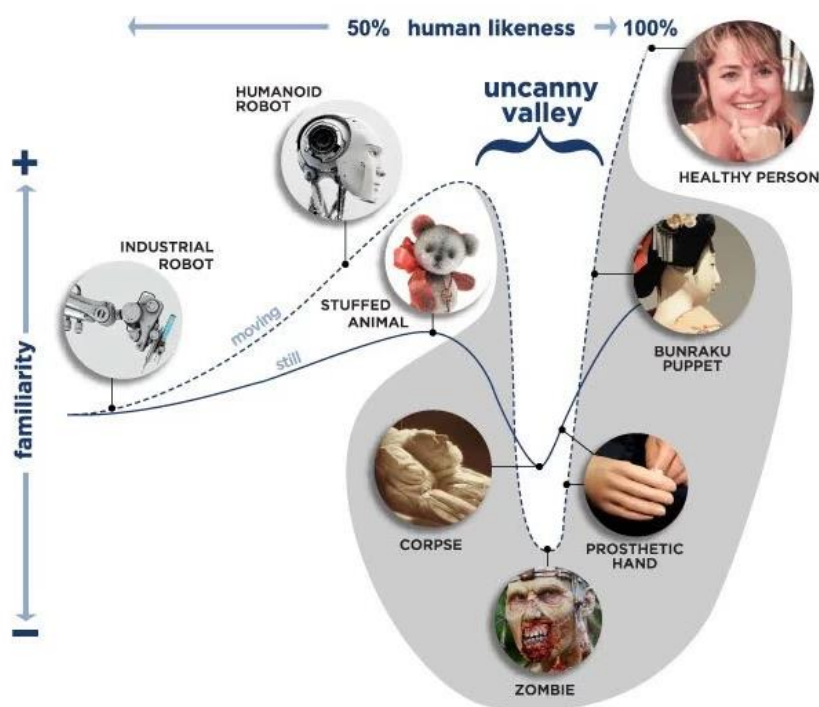 50% human likeness 100%
HUMANOID
ROBOT
uncanny
valley
+
HEALTHY PERSON
INDUSTRIAL
ROBOT
moving
STUFFED
ANIMAL
still
familiarity
BUNRAKU
PUPPET
CORPSE
PROSTHETIC
HAND
–
ZOMBIE